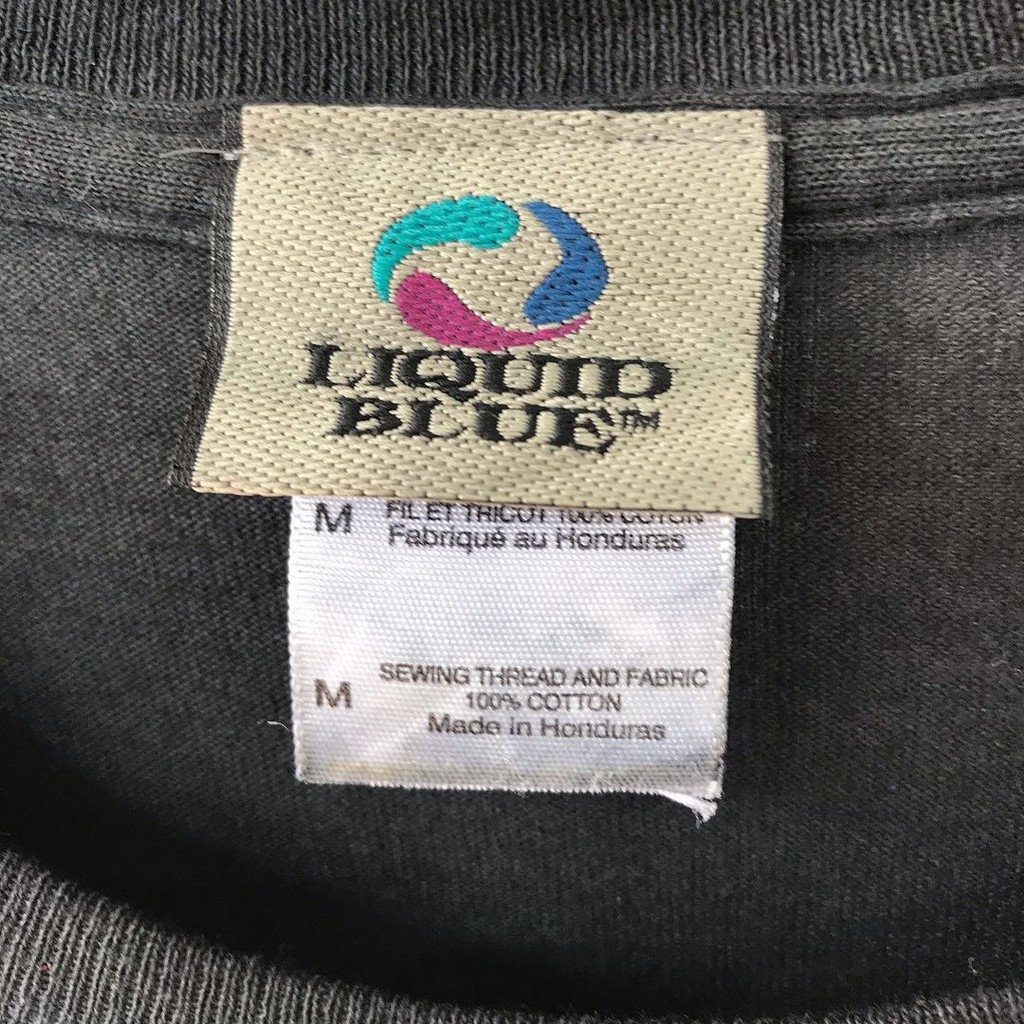 LIQUID
BLUE™
M FIL ET TRICOT 100% COTON
Fabriqué au Honduras
SEWING THREAD AND FABRIC
M 100% COTTON
Made in Honduras